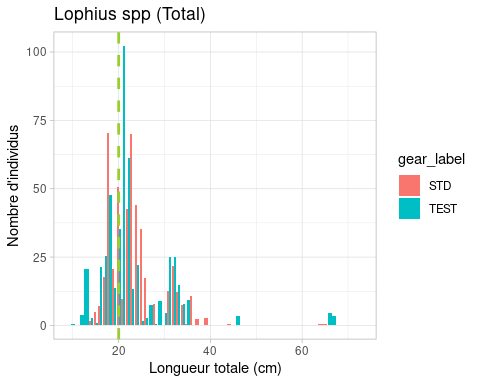 Lophius spp (Total)
100
75
50
25
0
Nombre d'individus
20
40
60
Longueur totale (cm)
gear_label
STD
TEST